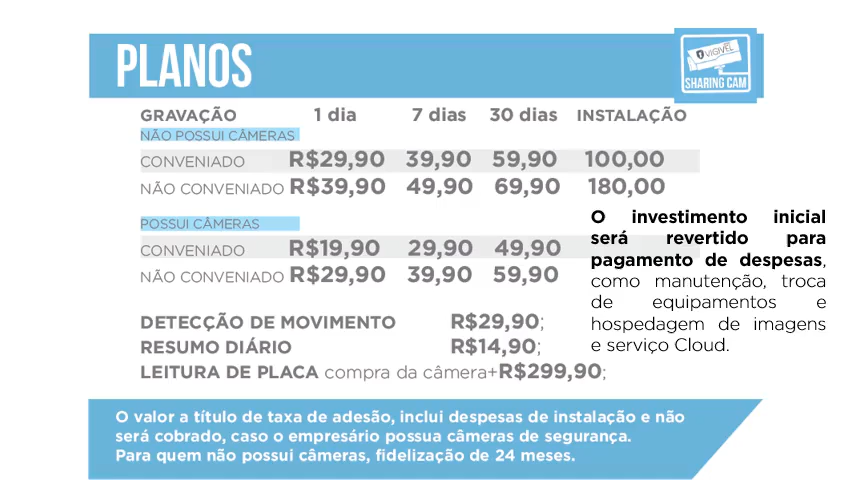 PLANOS
VIGIVEL
SHARING CAM
GRAVAÇÃO 1 dia 7 dias 30 dias INSTALAÇÃO
NÃO POSSUI CÂMERAS
CONVENIADO R$29,90 39,90 59,90 100,00
NÃO CONVENIADO R$39,90 49,90 69,90 180,00
POSSUI CÂMERAS
CONVENIADO R$19,90 29,90 49,90
NÃO CONVENIADO R$29,90 39,90 59,90
O investimento inicial
será revertido para
pagamento de despesas,
como manutenção, troca
de equipamentos e
hospedagem de imagens
e serviço Cloud.
DETECÇÃO DE MOVIMENTO R$29,90;
RESUMO DIÁRIO R$14,90;
LEITURA DE PLACA compra da câmera+R$299,90;
O valor a título de taxa de adesão, inclui despesas de instalação e não
será cobrado, caso o empresário possua câmeras de segurança.
Para quem não possui câmeras, fidelização de 24 meses.